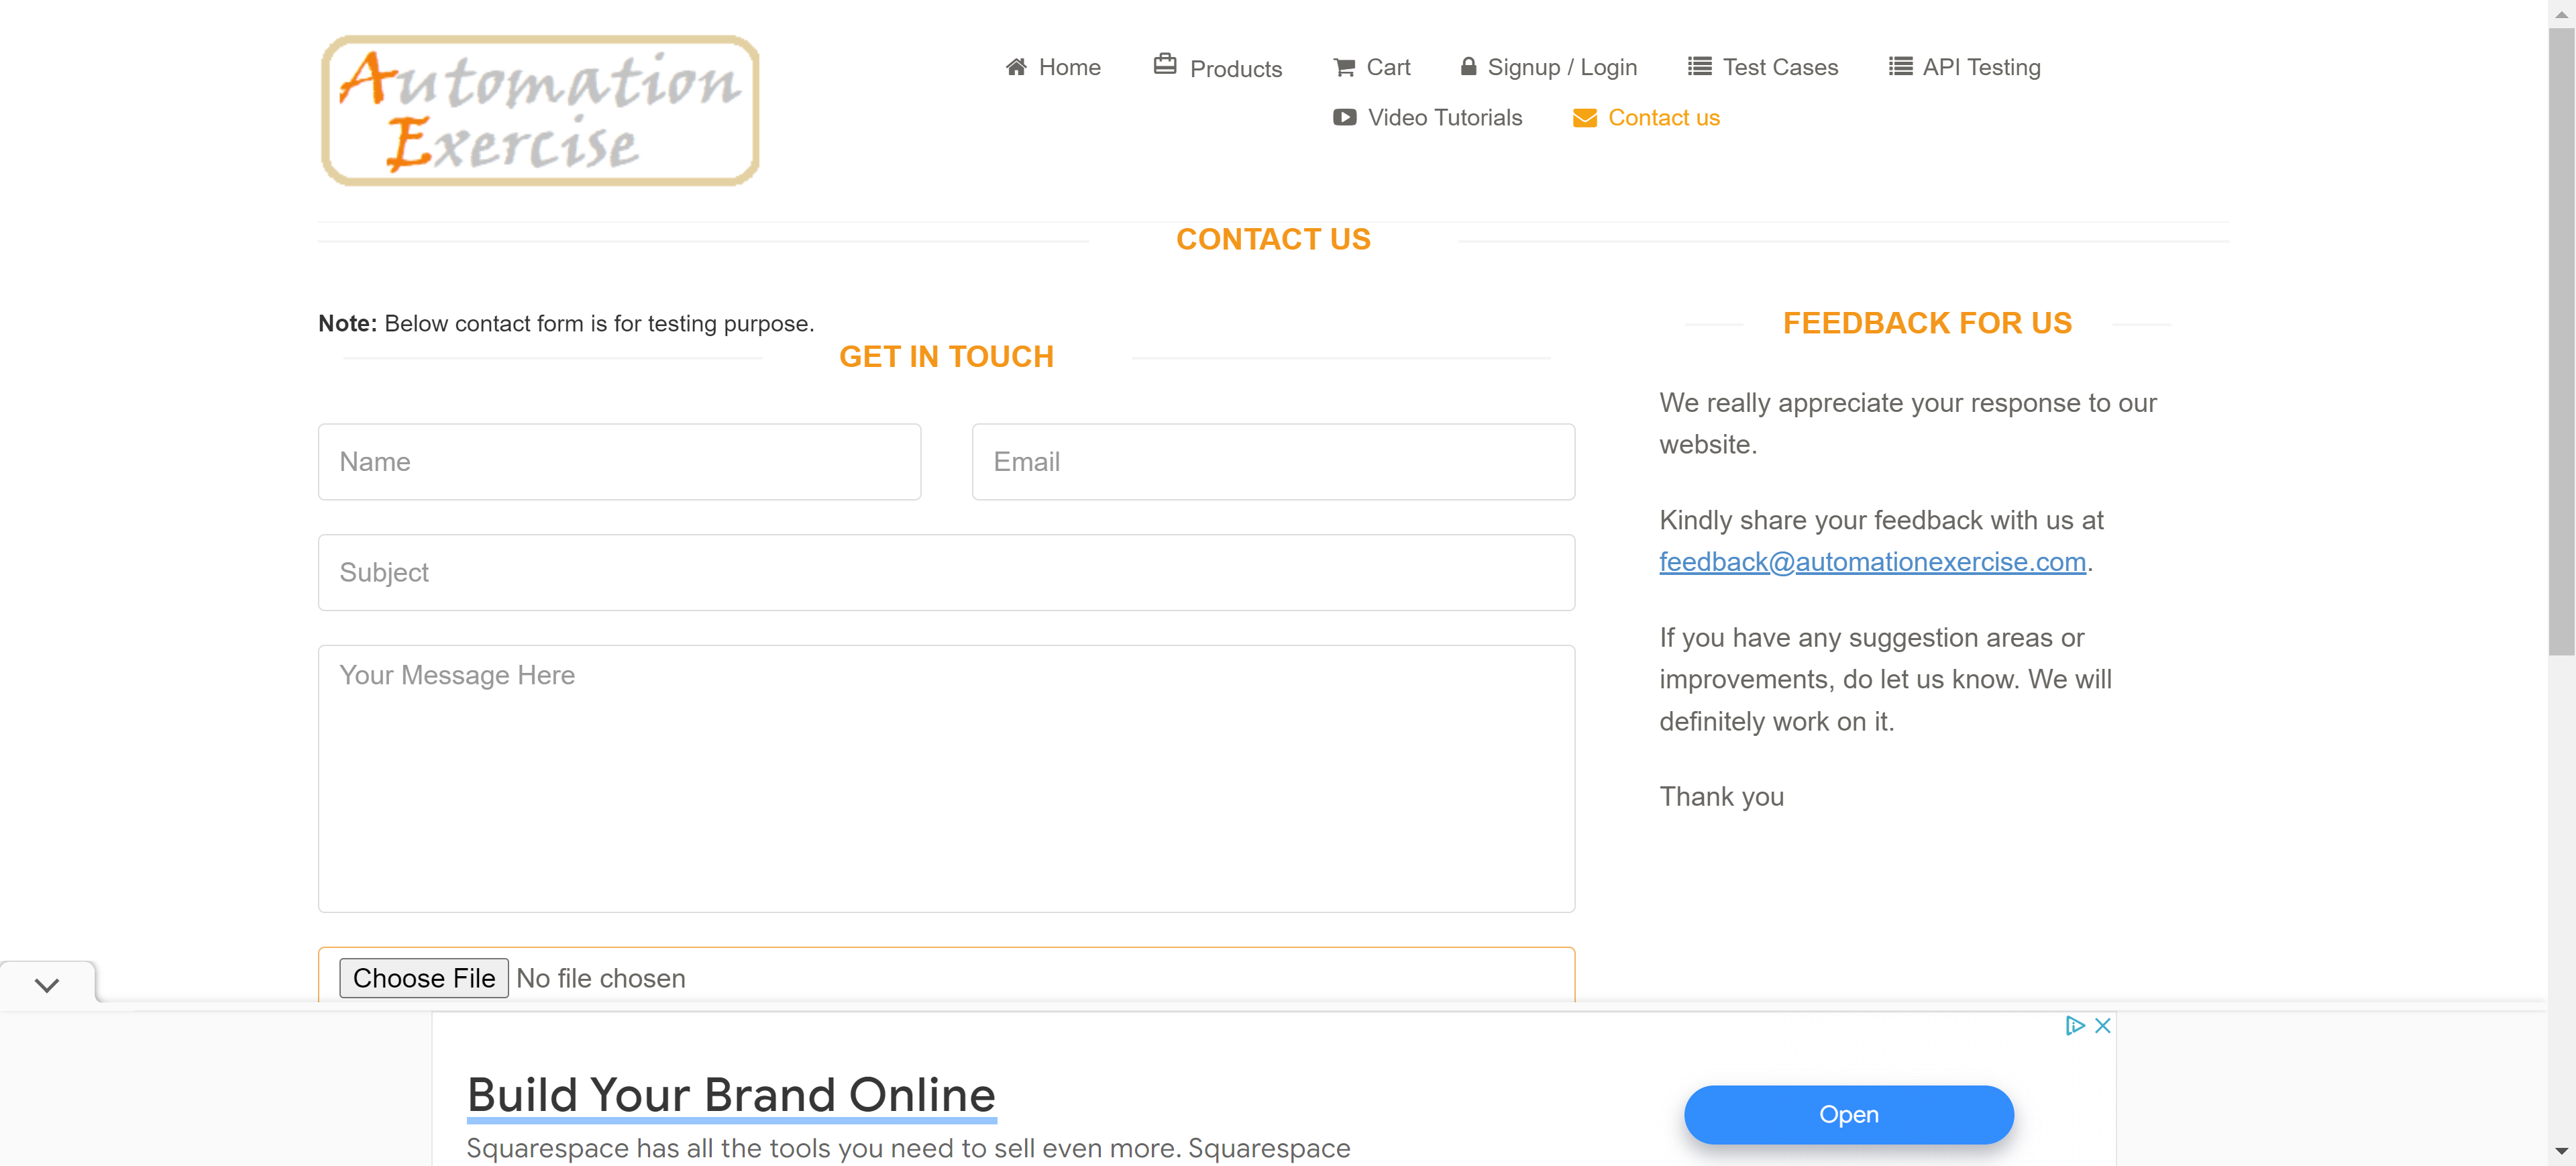 Automation
Exercise
Home
Products
Cart
Signup / Login
Test Cases
API Testing
Video Tutorials
Contact us
CONTACT US
Note: Below contact form is for testing purpose.
GET IN TOUCH
Name
Email
Subject
Your Message Here
Choose File No file chosen
FEEDBACK FOR US
We really appreciate your response to our
website.
Kindly share your feedback with us at
feedback@automationexercise.com.
If you have any suggestion areas or
improvements, do let us know. We will
definitely work on it.
Thank you
Build Your Brand Online
Squarespace has all the tools you need to sell even more. Squarespace
Open